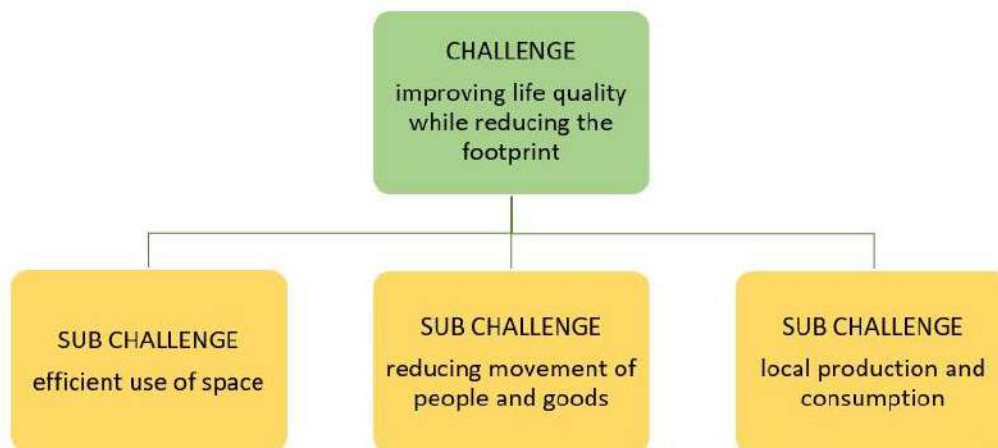 CHALLENGE
improving life quality
while reducing the
footprint
SUB CHALLENGE
efficient use of space
SUB CHALLENGE
reducing movement of
people and goods
SUB CHALLENGE
local production and
consumption